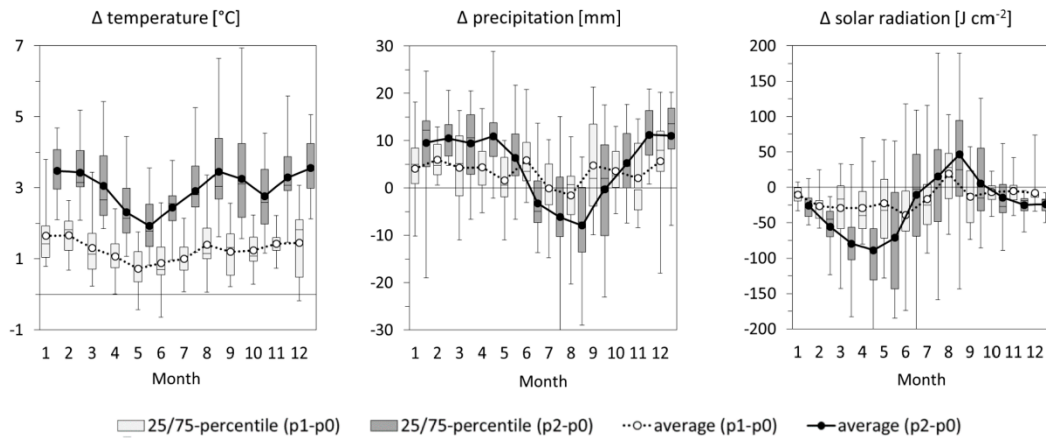 Δ temperature [°C]
Δ precipitation [mm]
Δ solar radiation [J cm⁻²]
7
5
3
1
-1
1 2 3 4 5 6 7 8 9 10 11 12
Month
30
20
10
0
-10
-20
-30
1 2 3 4 5 6 7 8 9 10 11 12
Month
200
150
100
50
0
-50
-100
-150
-200
1 2 3 4 5 6 7 8 9 10 11 12
Month
25/75-percentile (p1-p0) 25/75-percentile (p2-p0) average (p1-p0) average (p2-p0)